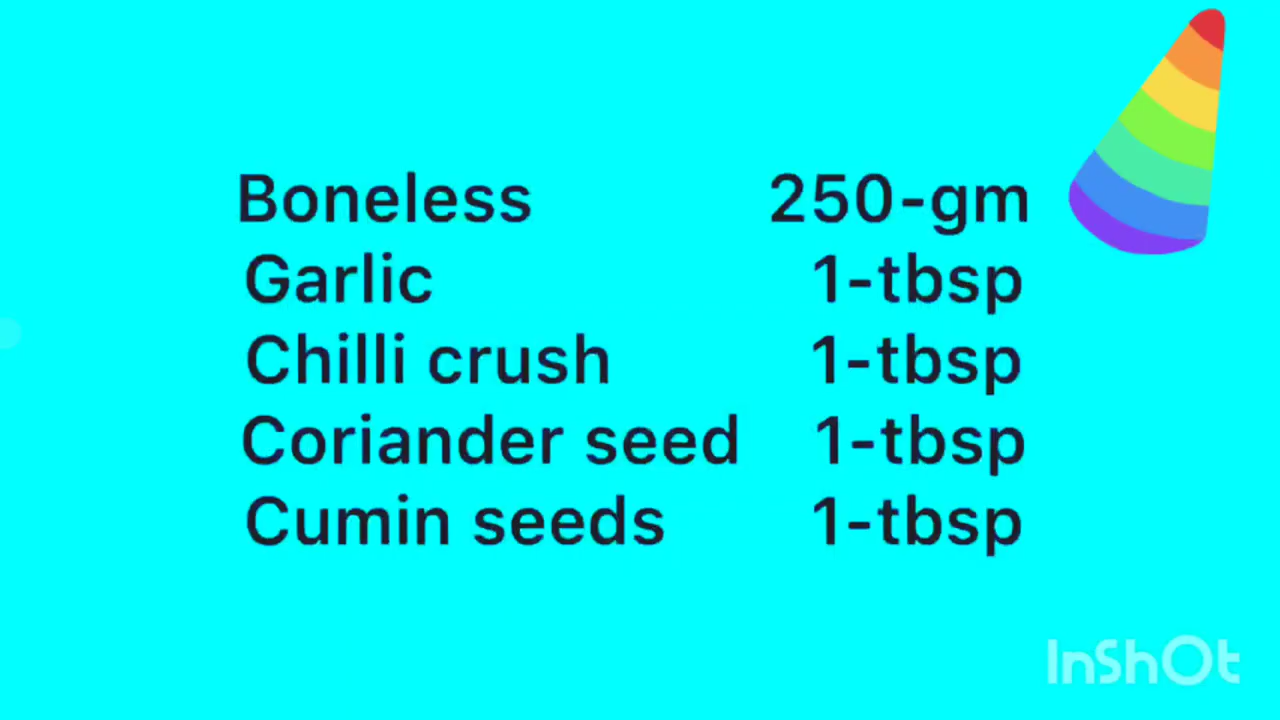 Boneless 250-gm
Garlic 1-tbsp
Chilli crush 1-tbsp
Coriander seed 1-tbsp
Cumin seeds 1-tbsp
InShOt